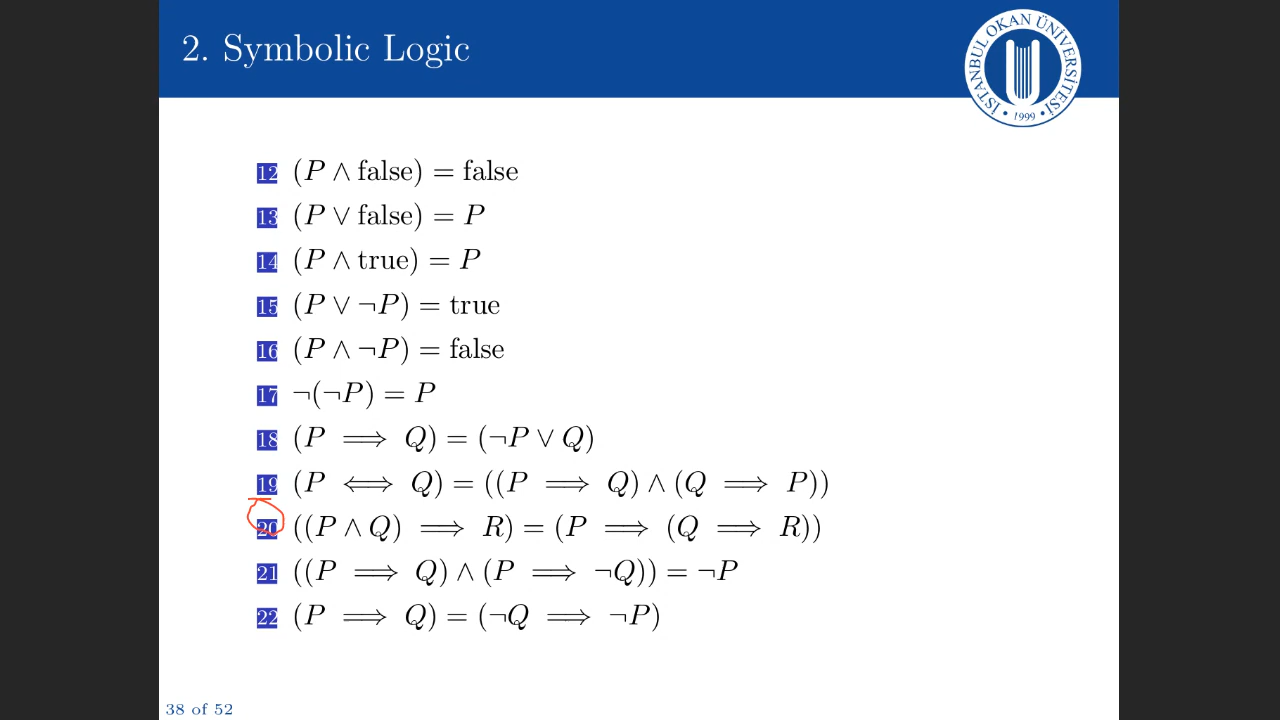 2. Symbolic Logic
İSTANBUL OKAN ÜNİVERSİTESİ
• 1999 •
12 (P ∧ false) = false
13 (P ∨ false) = P
14 (P ∧ true) = P
15 (P ∨ ¬P) = true
16 (P ∧ ¬P) = false
17 ¬(¬P) = P
18 (P ⟹ Q) = (¬P ∨ Q)
19 (P ⟺ Q) = ((P ⟹ Q) ∧ (Q ⟹ P))
20 ((P ∧ Q) ⟹ R) = (P ⟹ (Q ⟹ R))
21 ((P ⟹ Q) ∧ (P ⟹ ¬Q)) = ¬P
22 (P ⟹ Q) = (¬Q ⟹ ¬P)
38 of 52